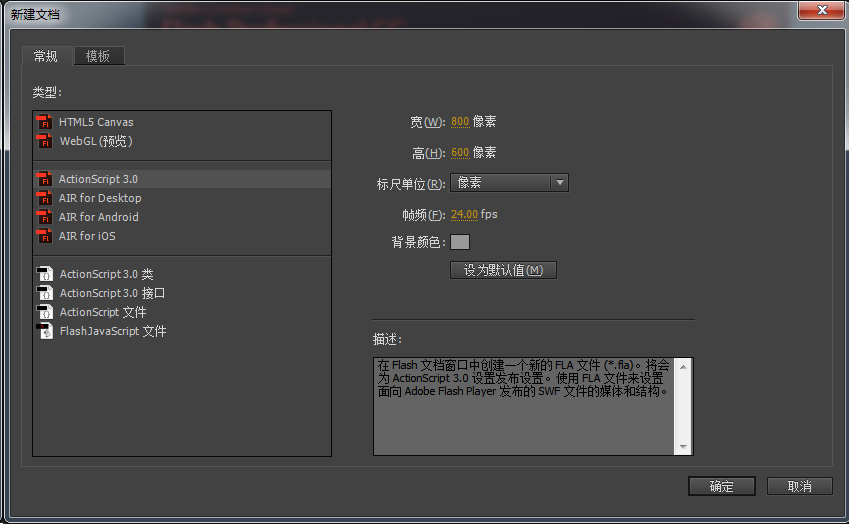 新建文档
常规
模板
类型:
HTML5 Canvas
WebGL (预览)
ActionScript 3.0
AIR for Desktop
AIR for Android
AIR for iOS
ActionScript 3.0 类
ActionScript 3.0 接口
ActionScript 文件
FlashJavaScript 文件
宽(W): 800 像素
高(H): 600 像素
标尺单位(R): 像素
帧频(F): 24.00 fps
背景颜色:
设为默认值(M)
描述:
在 Flash 文档窗口中创建一个新的 FLA 文件 (*.fla)。将会
为 ActionScript 3.0 设置发布设置。使用 FLA 文件来设置
面向 Adobe Flash Player 发布的 SWF 文件的媒体和结构。
确定
取消